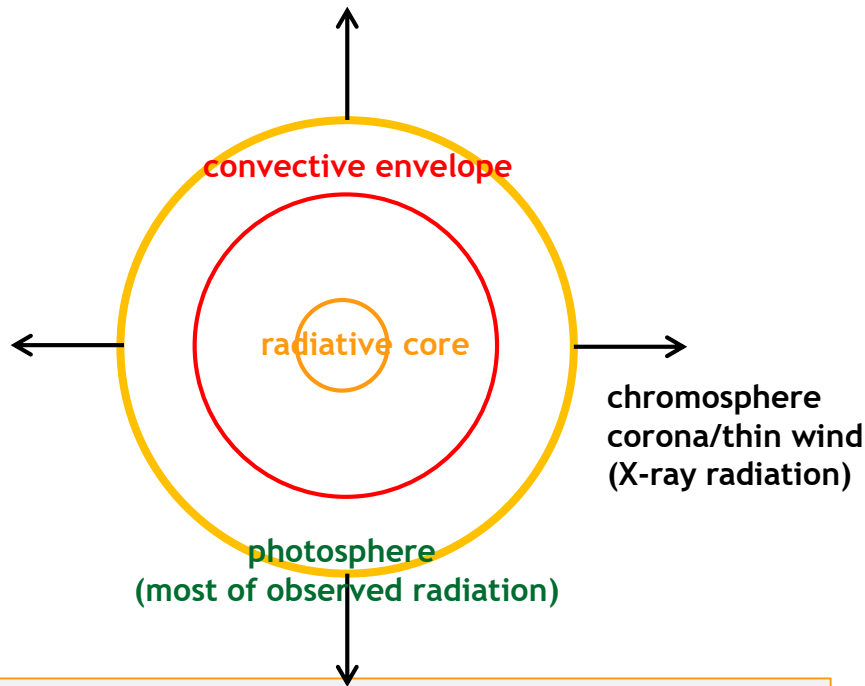 convective envelope
radiative core
chromosphere
corona/thin wind
(X-ray radiation)
photosphere
(most of observed radiation)